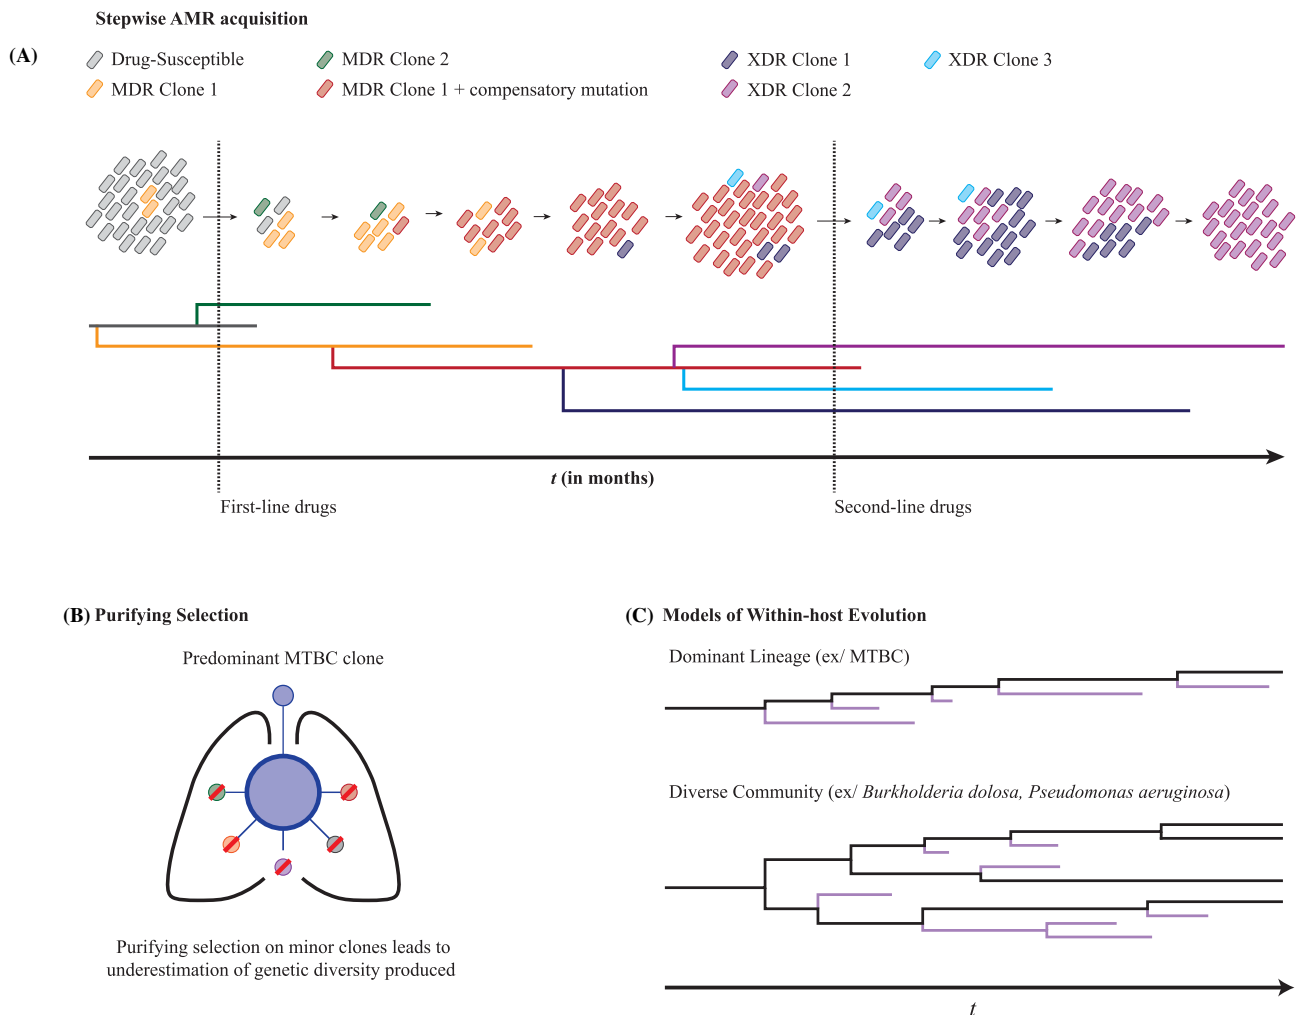 Stepwise AMR acquisition
(A)
Drug-Susceptible
MDR Clone 2
XDR Clone 1
XDR Clone 3
MDR Clone 1
MDR Clone 1 + compensatory mutation
XDR Clone 2
t (in months)
First-line drugs
Second-line drugs
(B) Purifying Selection
Predominant MTBC clone
Purifying selection on minor clones leads to
underestimation of genetic diversity produced
(C) Models of Within-host Evolution
Dominant Lineage (ex/ MTBC)
Diverse Community (ex/ Burkholderia dolosa, Pseudomonas aeruginosa)
t